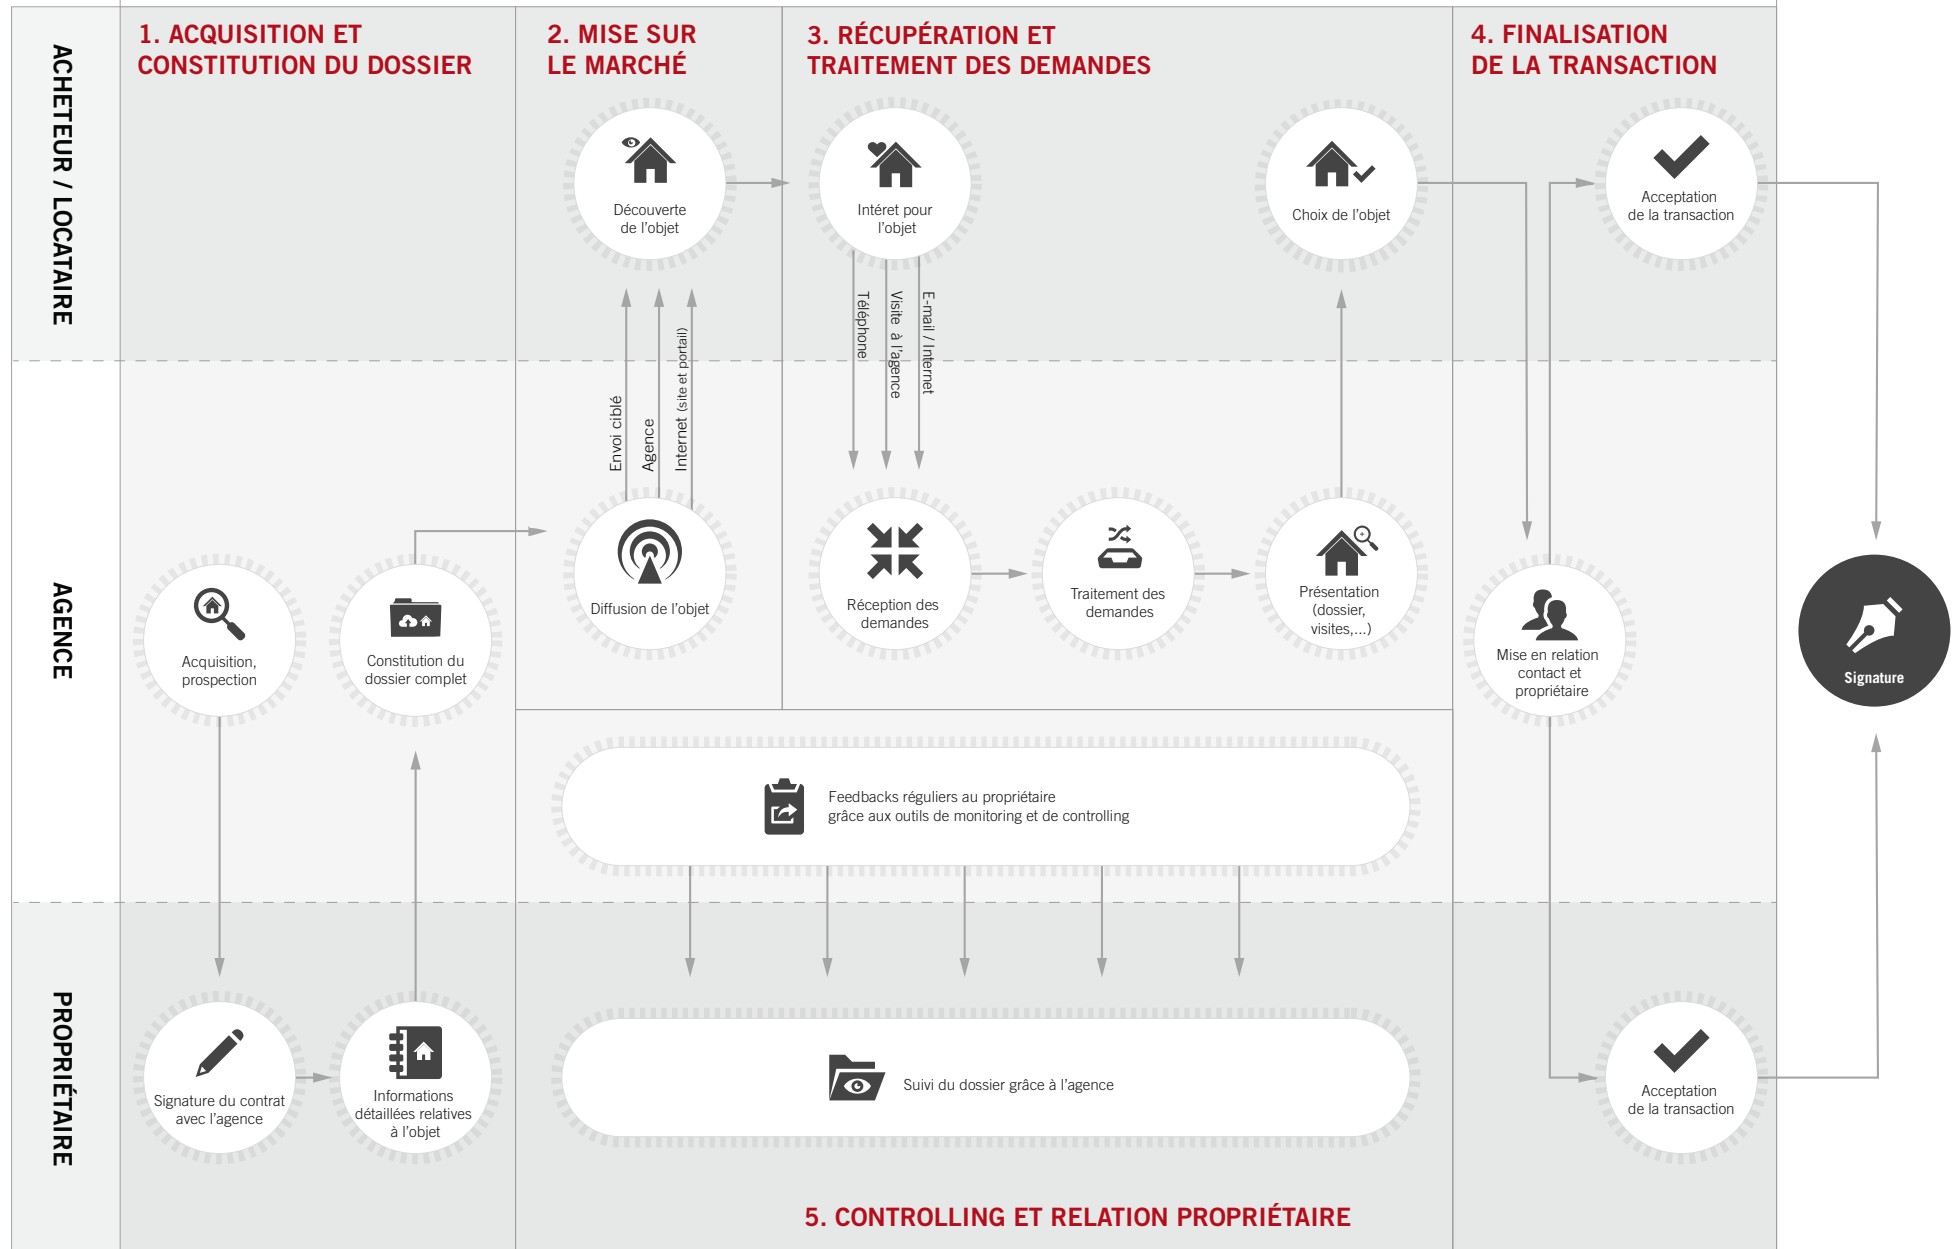 1. ACQUISITION ET
CONSTITUTION DU DOSSIER
2. MISE SUR
LE MARCHÉ
3. RÉCUPÉRATION ET
TRAITEMENT DES DEMANDES
4. FINALISATION
DE LA TRANSACTION
ACHETEUR / LOCATAIRE
Découverte
de l'objet
Intéret pour
l'objet
Choix de l'objet
Acceptation
de la transaction
Envoi ciblé
Agence
Internet (site et portail)
Téléphone
Visite à l'agence
E-mail / Internet
AGENCE
Acquisition,
prospection
Constitution du
dossier complet
Diffusion de l'objet
Réception des
demandes
Traitement des
demandes
Présentation
(dossier,
visites,...)
Mise en relation
contact et
propriétaire
Signature
Feedbacks réguliers au propriétaire
grâce aux outils de monitoring et de controlling
PROPRIÉTAIRE
Signature du contrat
avec l'agence
Informations
détaillées relatives
à l'objet
Suivi du dossier grâce à l'agence
Acceptation
de la transaction
5. CONTROLLING ET RELATION PROPRIÉTAIRE